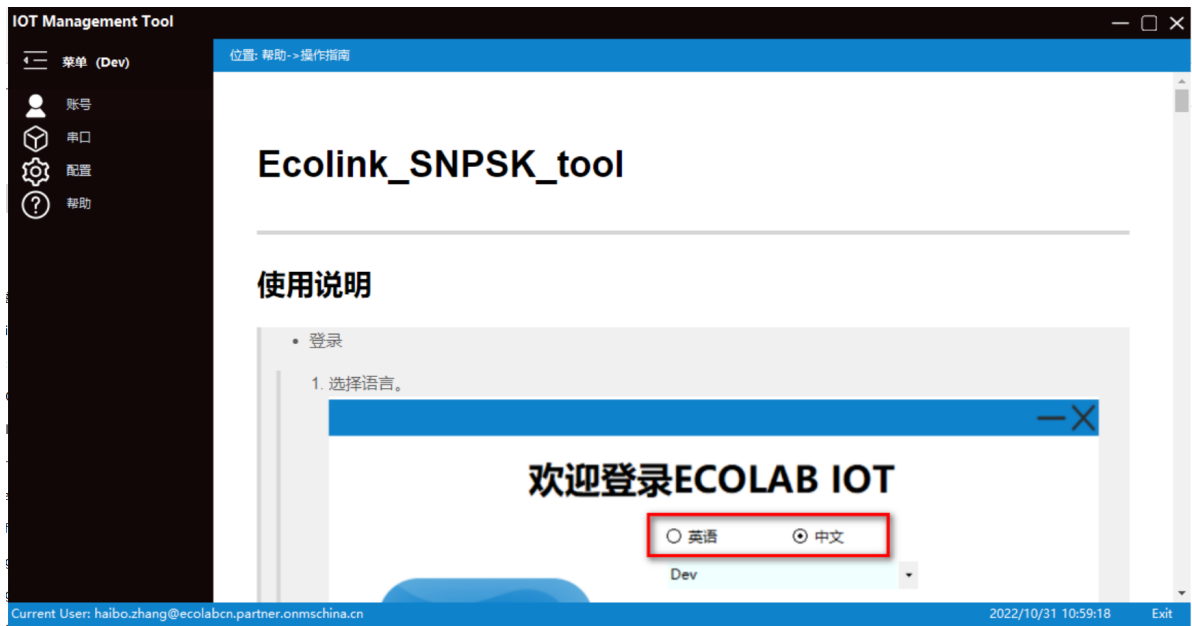 IOT Management Tool
菜单 (Dev)
位置: 帮助->操作指南
账号
串口
配置
帮助
Ecolink_SNPSK_tool
使用说明
• 登录
1. 选择语言。
欢迎登录ECOLAB IOT
英语 中文
Dev
Current User: haibo.zhang@ecolabcn.partner.onmschina.cn 2022/10/31 10:59:18 Exit